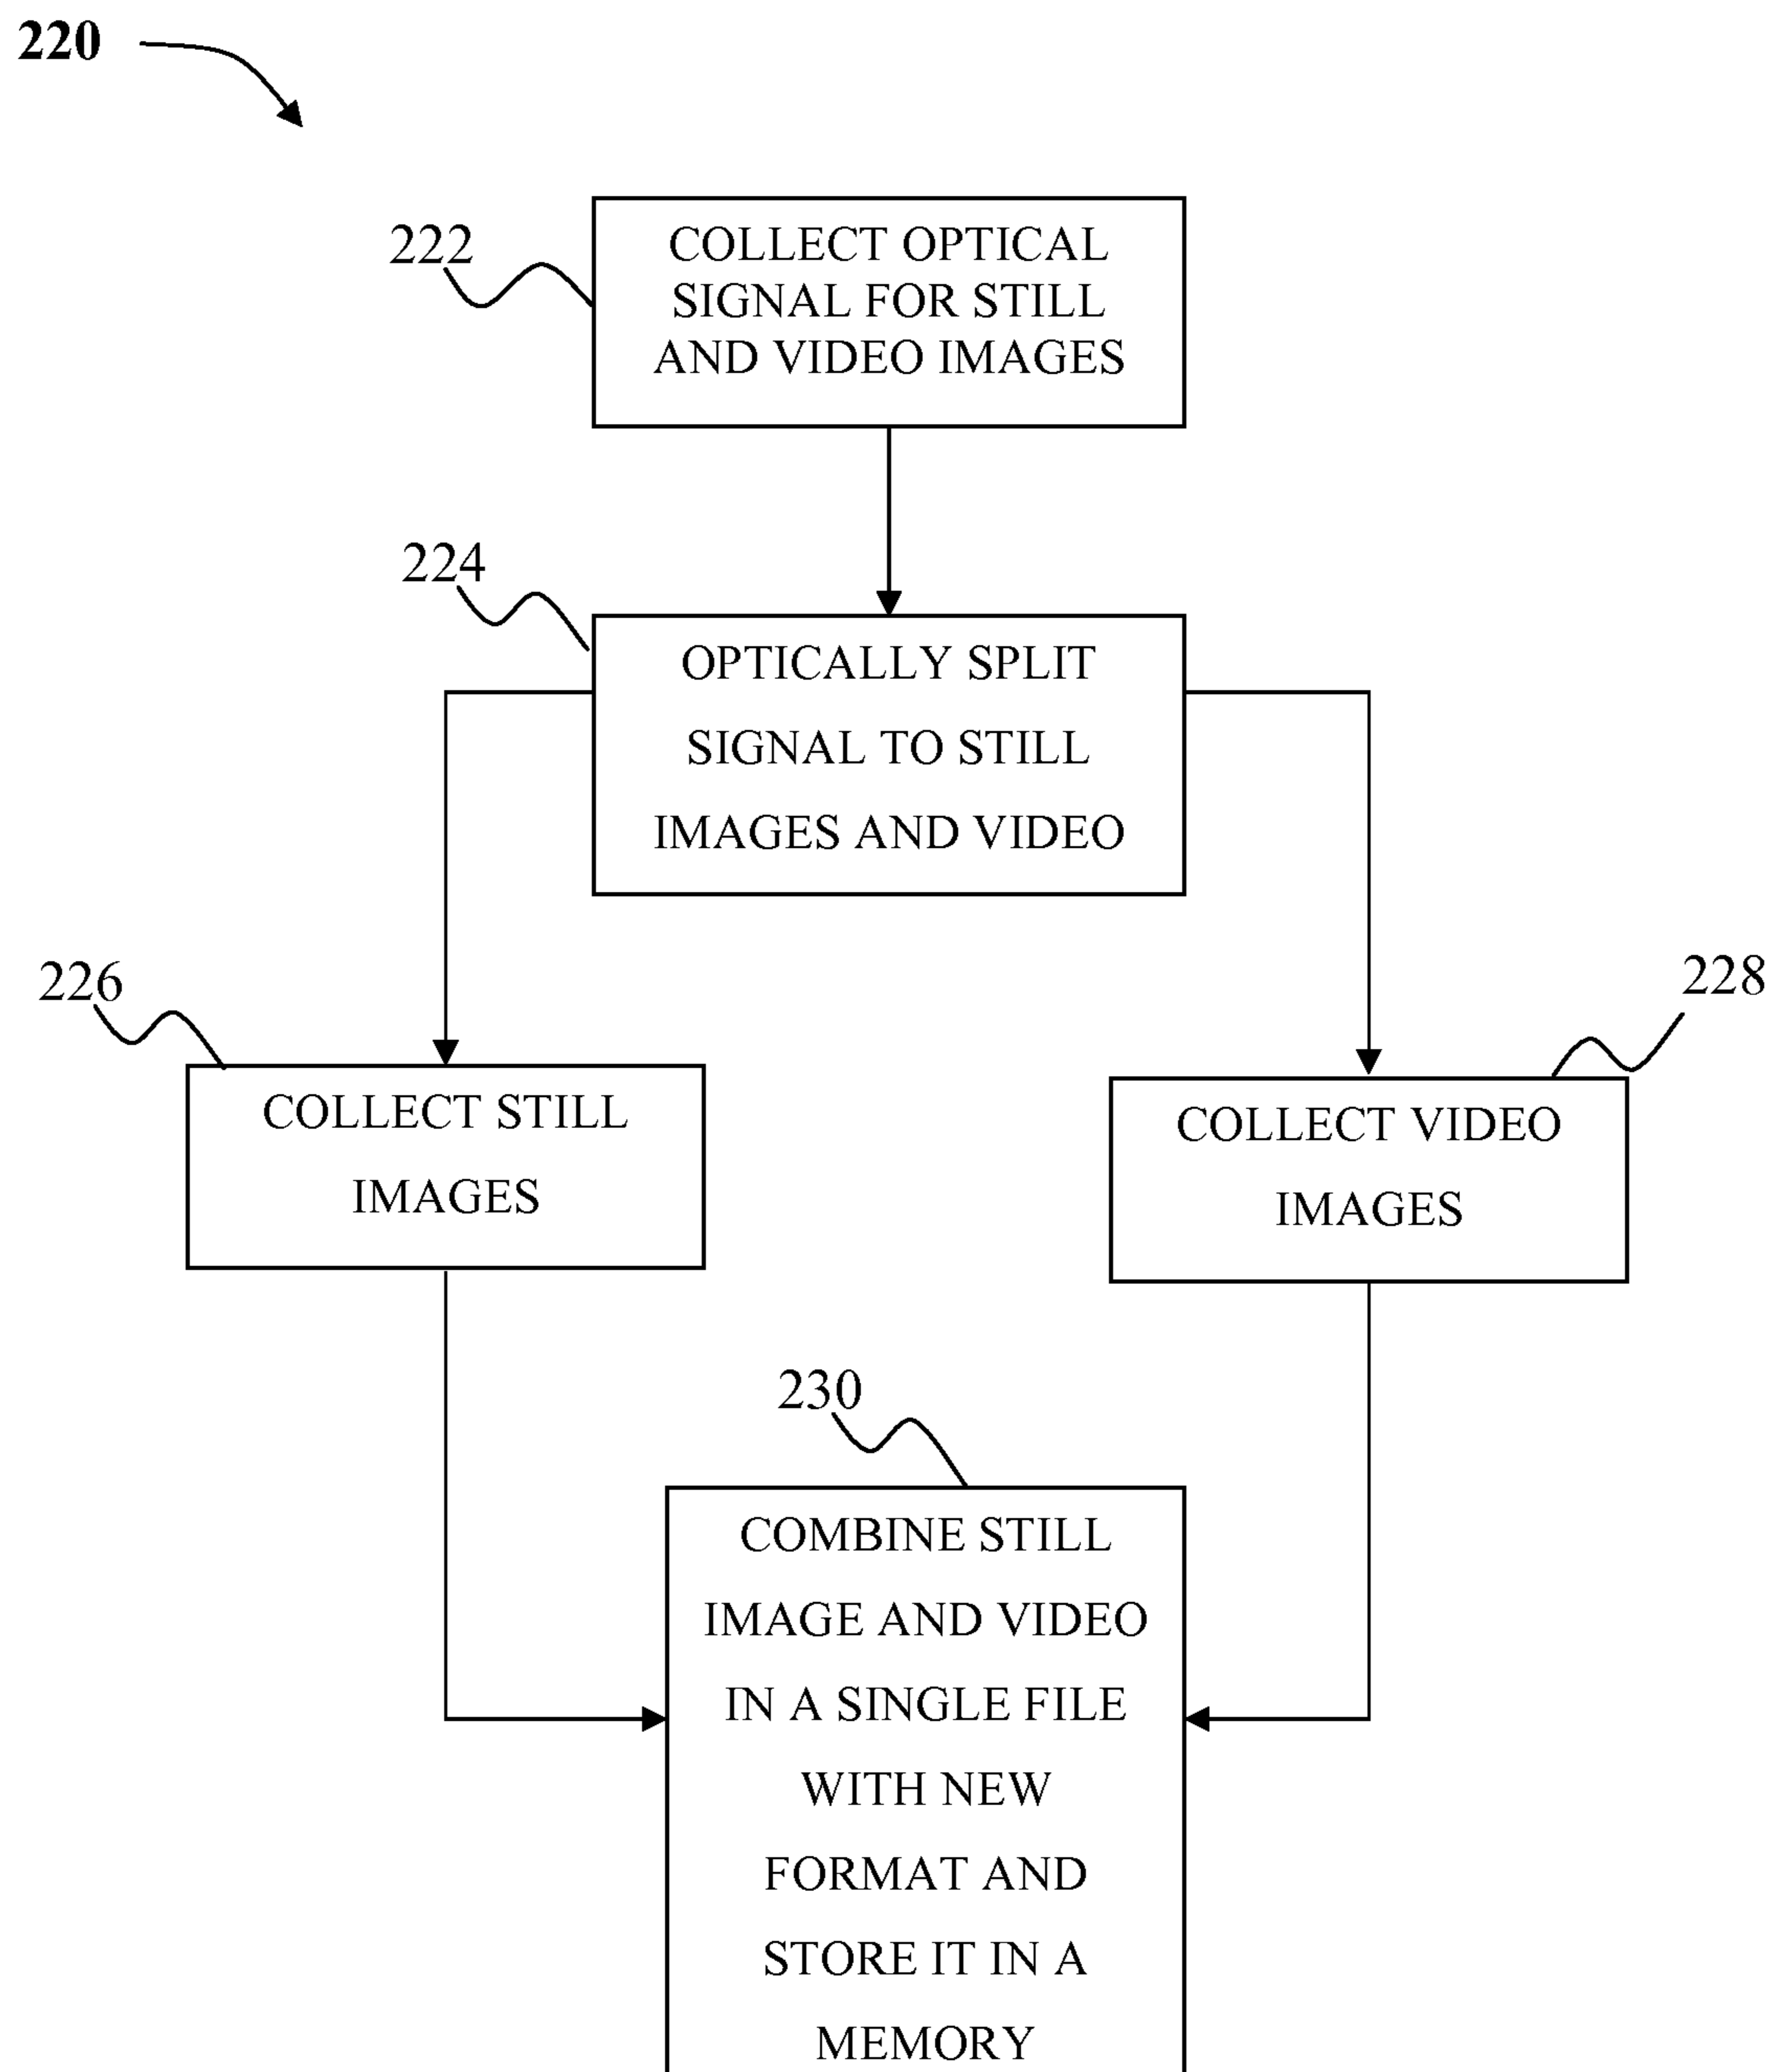 220
222
COLLECT OPTICAL
SIGNAL FOR STILL
AND VIDEO IMAGES
224
OPTICALLY SPLIT
SIGNAL TO STILL
IMAGES AND VIDEO
226
COLLECT STILL
IMAGES
228
COLLECT VIDEO
IMAGES
230
COMBINE STILL
IMAGE AND VIDEO
IN A SINGLE FILE
WITH NEW
FORMAT AND
STORE IT IN A
MEMORY